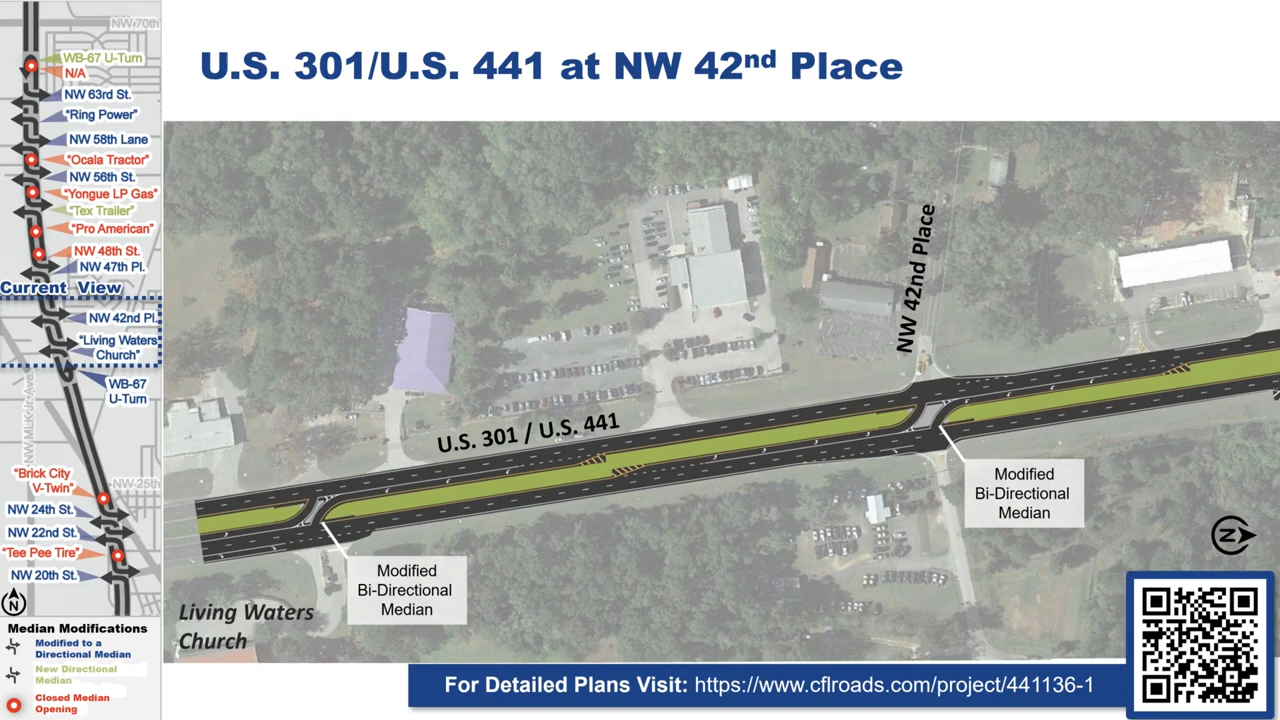 NW 70th
WB-67 U-Turn
N/A
NW 63rd St.
"Ring Power"
NW 58th Lane
"Ocala Tractor"
NW 56th St.
"Yongue LP Gas"
"Tex Trailer"
"Pro American"
NW 48th St.
NW 47th Pl.
Current View
NW 42nd Pl.
"Living Waters
Church"
WB-67
U-Turn
NW MLK Jr. Ave
"Brick City
V-Twin"
NW 25th
NW 24th St.
NW 22nd St.
"Tee Pee Tire"
NW 20th St.
N
Median Modifications
Modified to a
Directional Median
New Directional
Median
Closed Median
Opening
U.S. 301/U.S. 441 at NW 42nd Place
NW 42nd Place
U.S. 301 / U.S. 441
Modified
Bi-Directional
Median
Modified
Bi-Directional
Median
N
Living Waters
Church
For Detailed Plans Visit: https://www.cflroads.com/project/441136-1